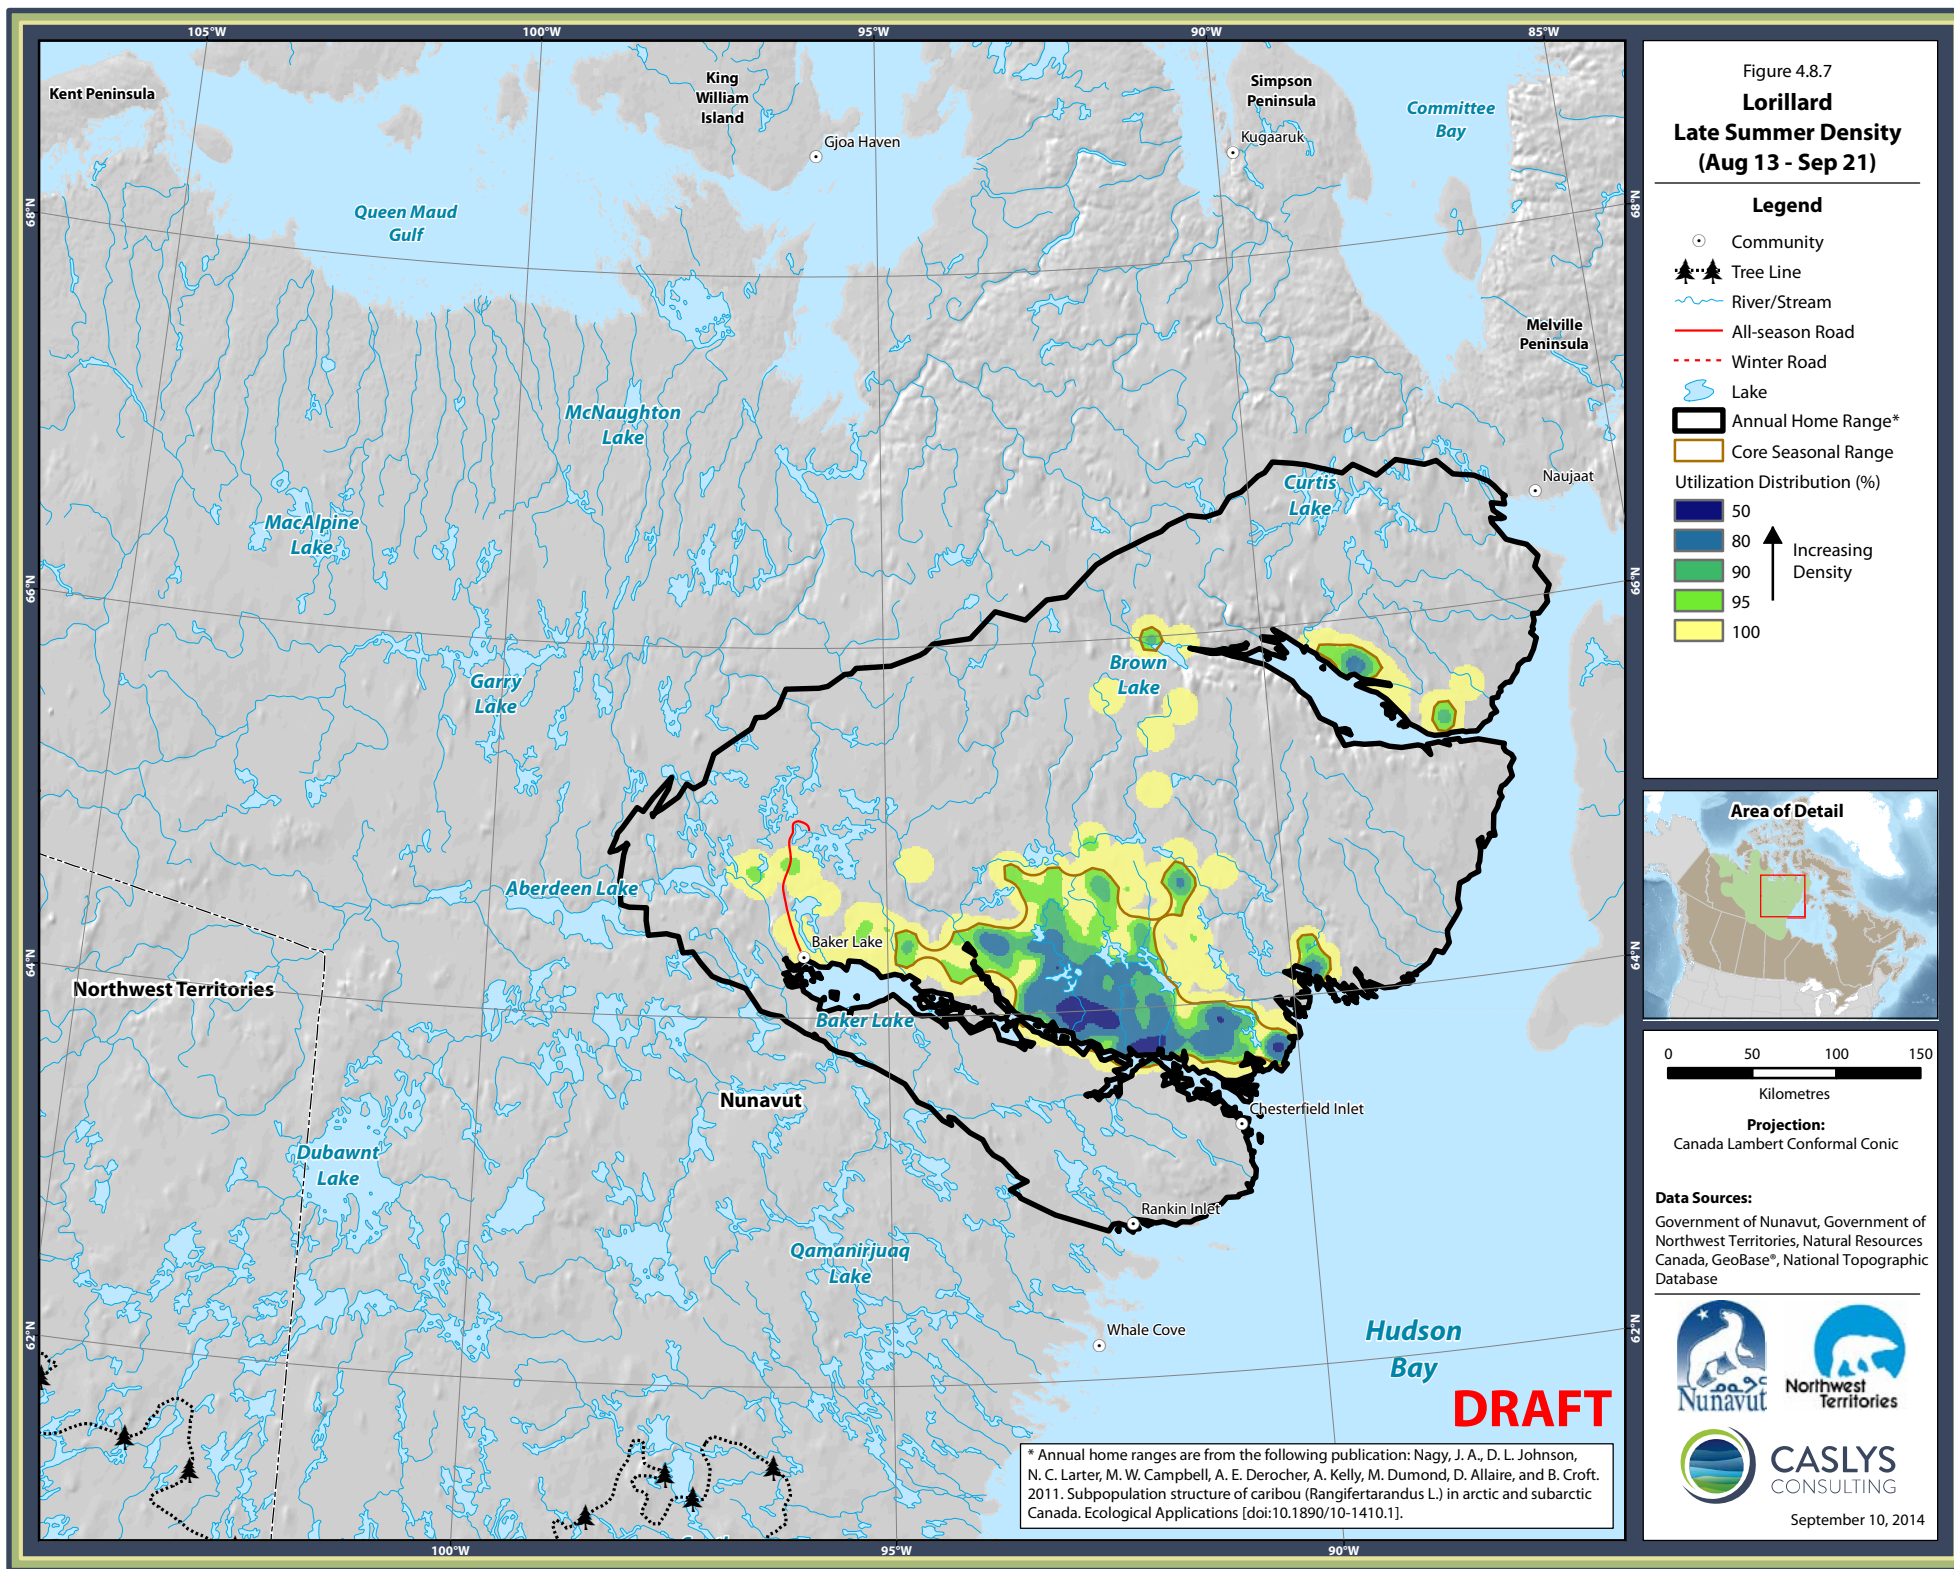 105°W
100°W
95°W
90°W
85°W
Kent Peninsula
King
William
Island
Gjoa Haven
Simpson
Peninsula
Kugaaruk
Committee
Bay
68°N
68°N
Queen Maud
Gulf
Melville
Peninsula
McNaughton
Lake
Naujaat
Curtis
Lake
MacAlpine
Lake
66°N
66°N
Brown
Lake
Garry
Lake
Aberdeen Lake
Baker Lake
64°N
64°N
Northwest Territories
Baker Lake
Nunavut
Chesterfield Inlet
Dubawnt
Lake
Rankin Inlet
Qamanirjuaq
Lake
Whale Cove
62°N
62°N
Hudson
Bay
DRAFT
* Annual home ranges are from the following publication: Nagy, J. A., D. L. Johnson,
N. C. Larter, M. W. Campbell, A. E. Derocher, A. Kelly, M. Dumond, D. Allaire, and B. Croft.
2011. Subpopulation structure of caribou (Rangifertarandus L.) in arctic and subarctic
Canada. Ecological Applications [doi:10.1890/10-1410.1].
100°W
95°W
90°W
Figure 4.8.7
Lorillard
Late Summer Density
(Aug 13 - Sep 21)
Legend
Community
Tree Line
River/Stream
All-season Road
Winter Road
Lake
Annual Home Range*
Core Seasonal Range
Utilization Distribution (%)
50
80
90
95
100
Increasing
Density
Area of Detail
0 50 100 150
Kilometres
Projection:
Canada Lambert Conformal Conic
Data Sources:
Government of Nunavut, Government of
Northwest Territories, Natural Resources
Canada, GeoBase®, National Topographic
Database
Nunavut
Northwest
Territories
CASLYS
CONSULTING
September 10, 2014